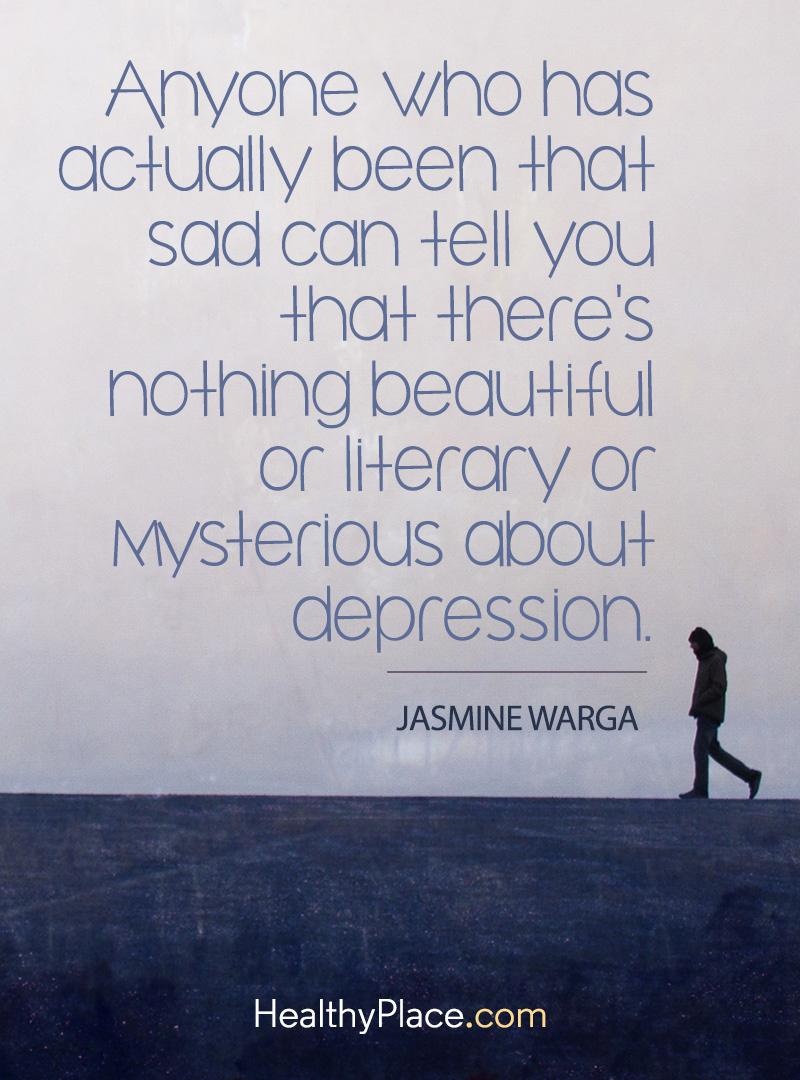 Anyone who has
actually been that
sad can tell you
that there's
nothing beautiful
or literary or
Mysterious about
depression.
JASMINE WARGA
HealthyPlace.com